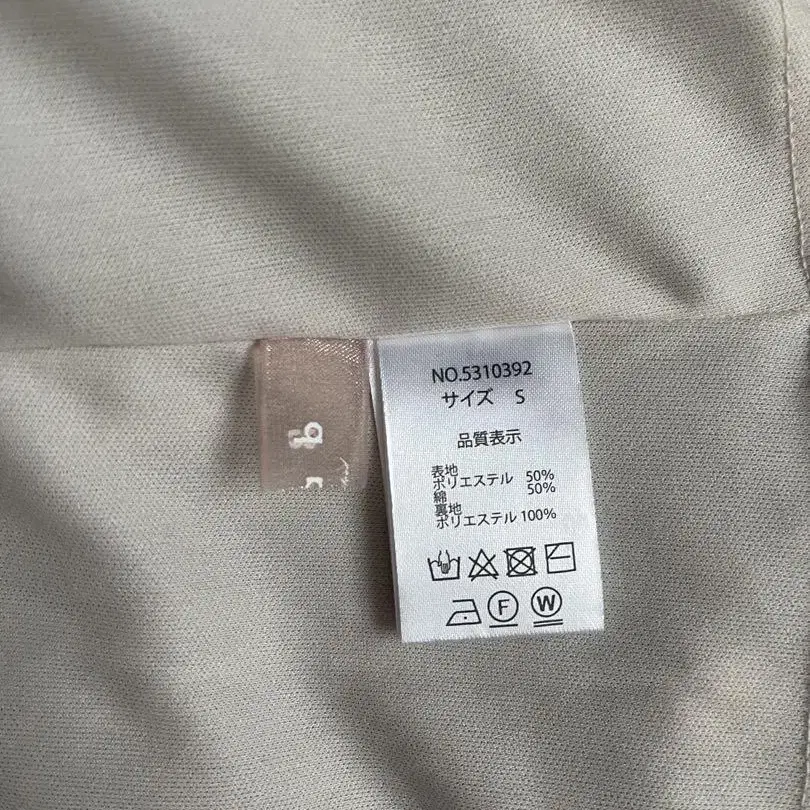 NO.5310392
サイズ S
品質表示
表地
ポリエステル 50%
綿 50%
裏地
ポリエステル 100%
F W